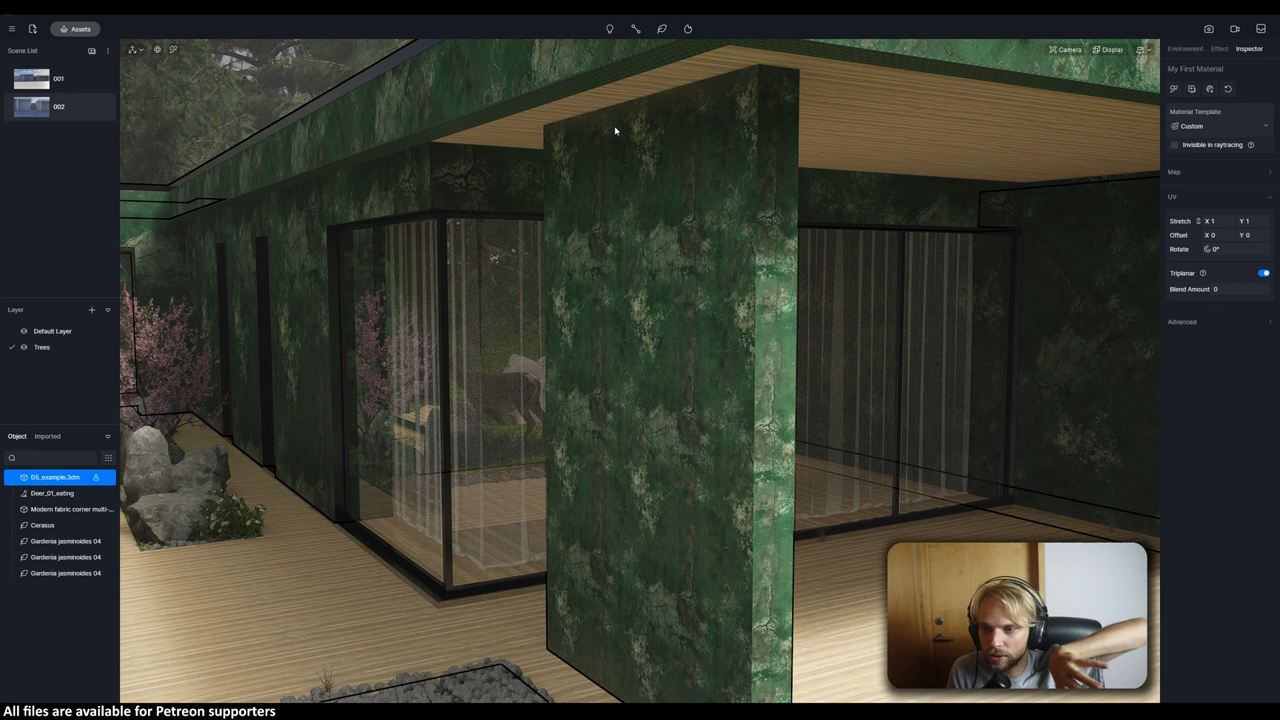 Assets
Scene List
001
002
Camera
Display
Environment
Effect
Inspector
My First Material
Material Template
Custom
Invisible in raytracing
Map
UV
Stretch
X 1
Y 1
Offset
X 0
Y 0
Rotate
0°
Triplanar
Blend Amount 0
Advanced
Layer
Default Layer
Trees
Object
Imported
D5_example.3dm
Deer_01_eating
Modern fabric corner multi-...
Cerasus
Gardenia jasminoides 04
Gardenia jasminoides 04
Gardenia jasminoides 04
All files are available for Petreon supporters